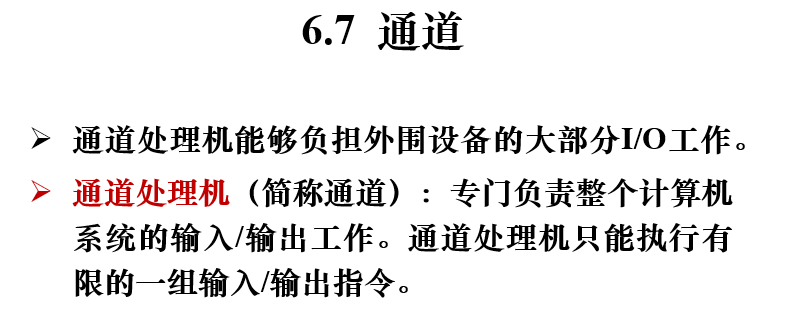 6.7 通道
➢ 通道处理机能够负担外围设备的大部分I/O工作。
➢ 通道处理机（简称通道）：专门负责整个计算机
系统的输入/输出工作。通道处理机只能执行有
限的一组输入/输出指令。